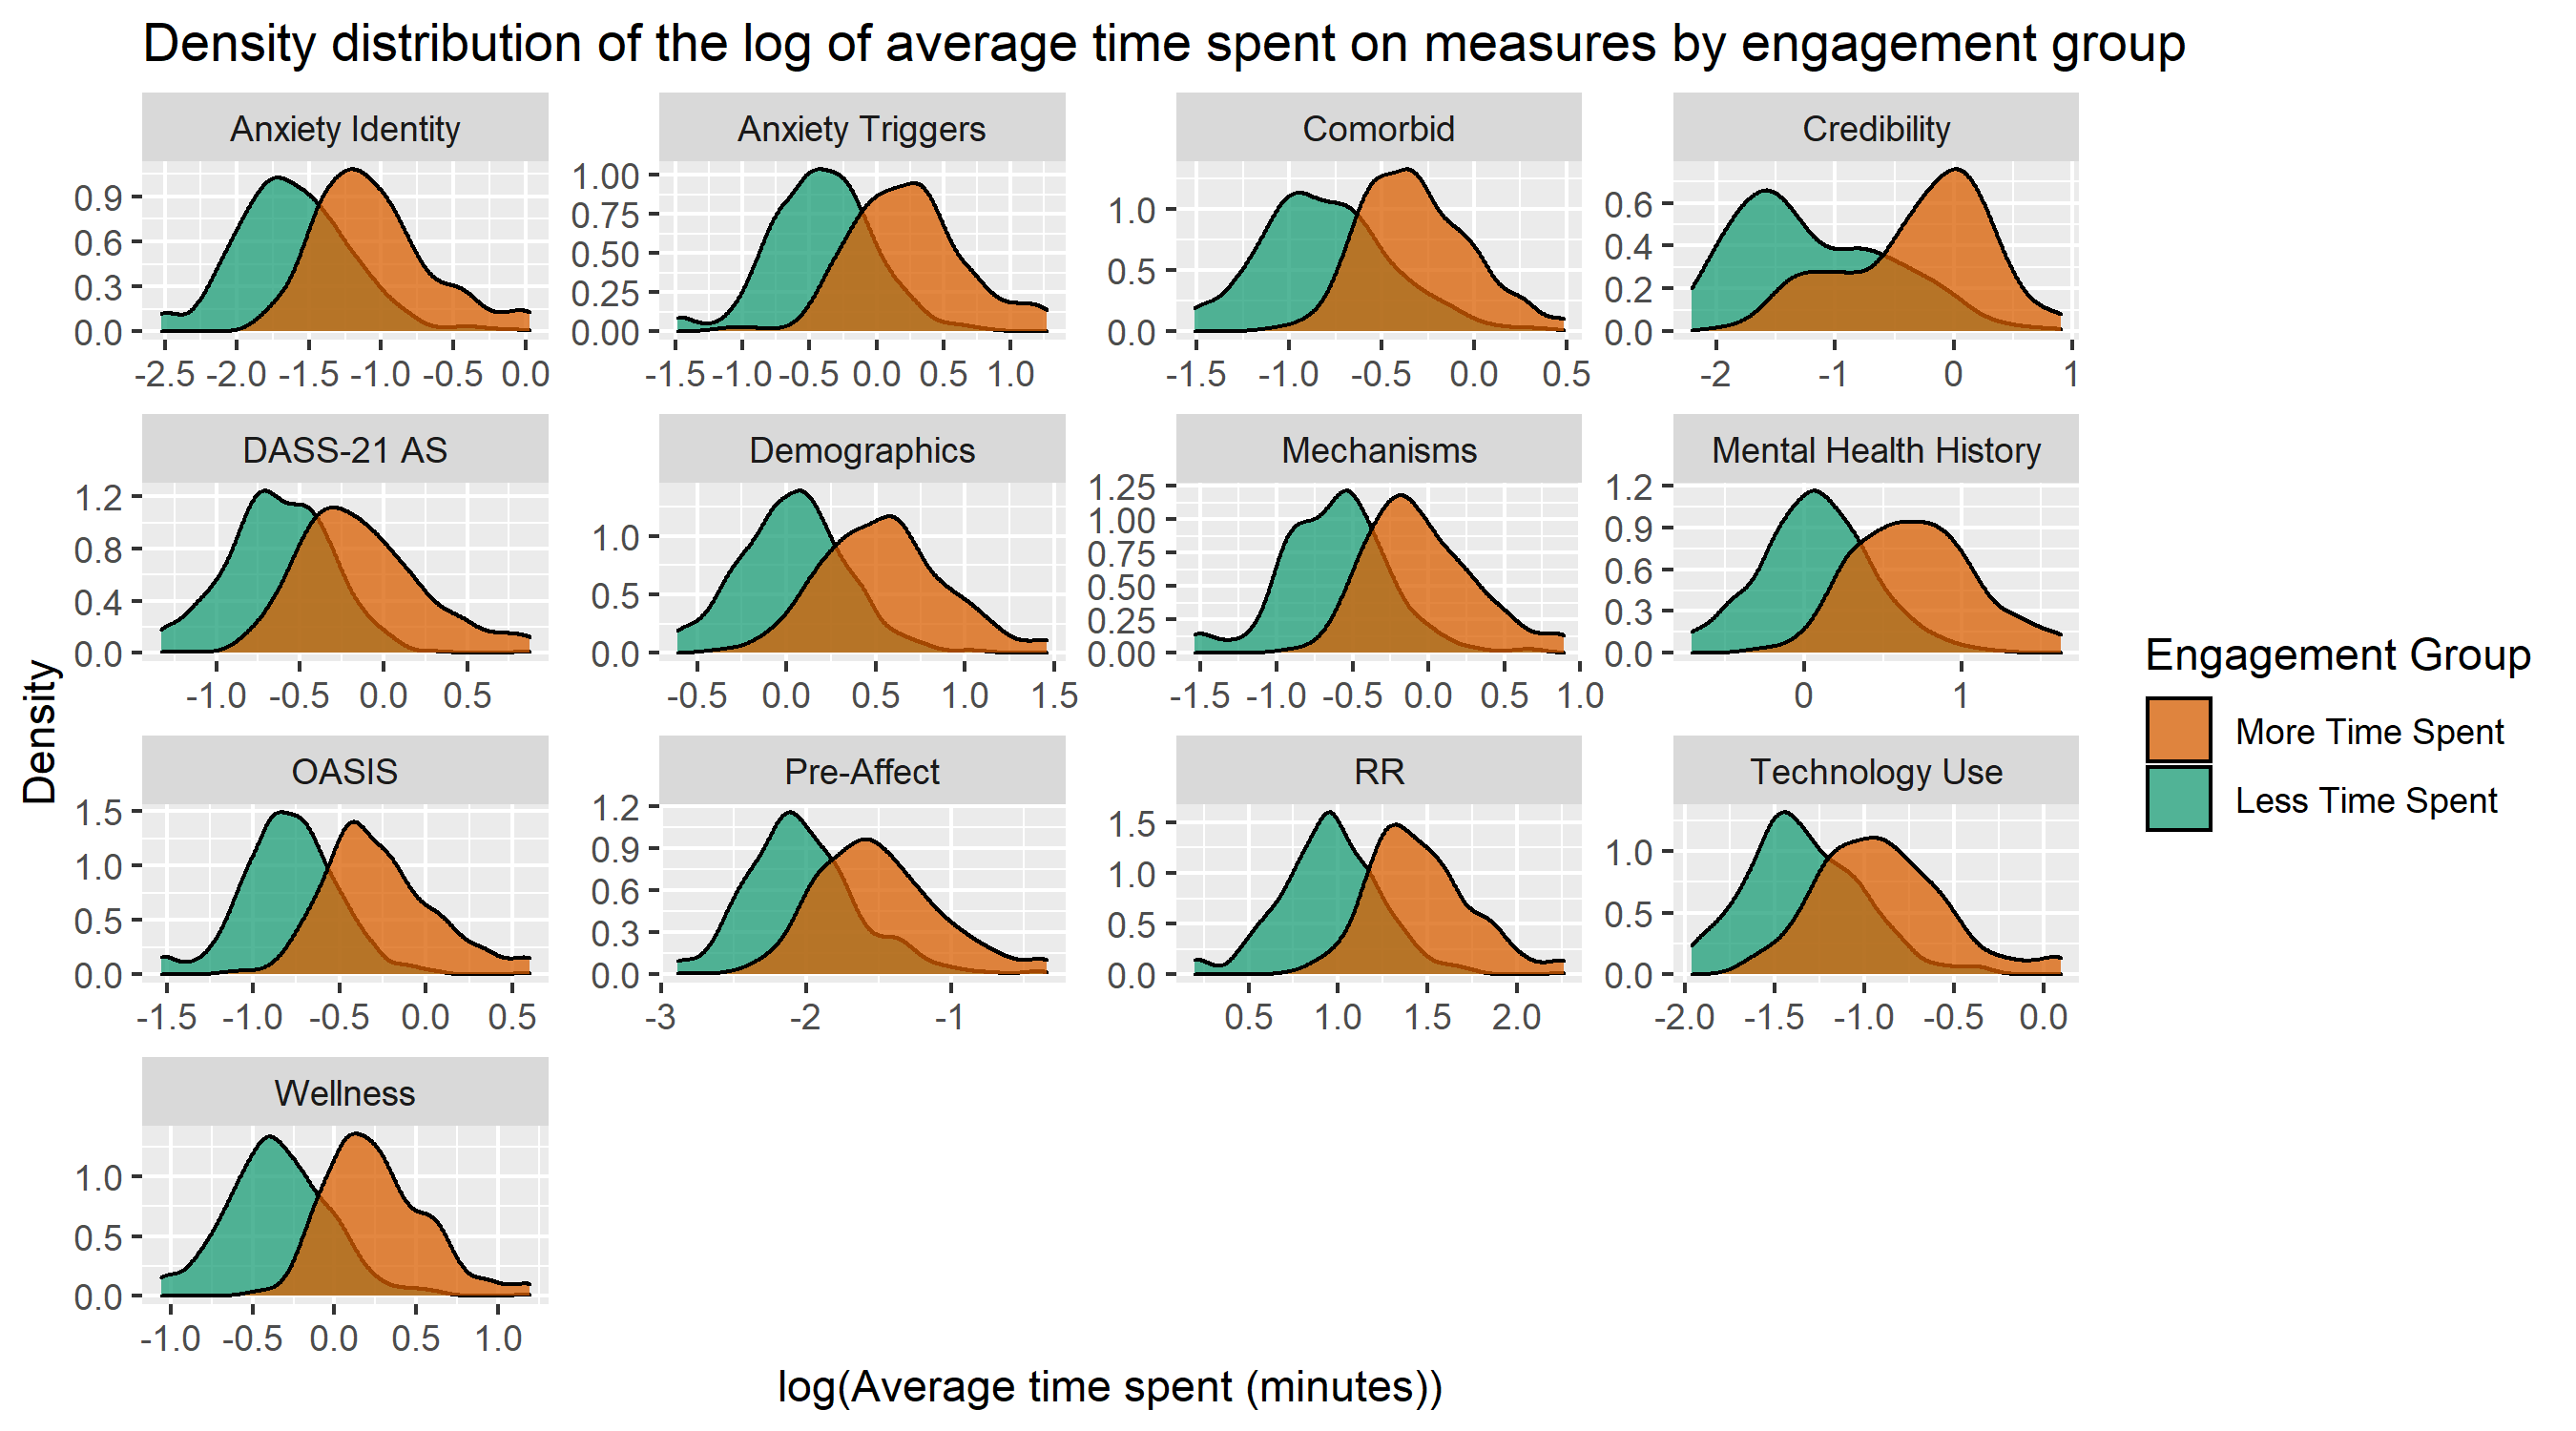 Density distribution of the log of average time spent on measures by engagement group
Anxiety Identity
Anxiety Triggers
Comorbid
Credibility
0.9
0.6
0.3
0.0
-2.5 -2.0 -1.5 -1.0 -0.5 0.0
1.00
0.75
0.50
0.25
0.00
-1.5 -1.0 -0.5 0.0 0.5 1.0
1.0
0.5
0.0
-1.5 -1.0 -0.5 0.0 0.5
0.6
0.4
0.2
0.0
-2 -1 0 1
DASS-21 AS
Demographics
Mechanisms
Mental Health History
1.2
0.8
0.4
0.0
-1.0 -0.5 0.0 0.5
1.0
0.5
0.0
-0.5 0.0 0.5 1.0 1.5
1.25
1.00
0.75
0.50
0.25
0.00
-1.5 -1.0 -0.5 0.0 0.5 1.0
1.2
0.9
0.6
0.3
0.0
0 1
OASIS
Pre-Affect
RR
Technology Use
1.5
1.0
0.5
0.0
-1.5 -1.0 -0.5 0.0 0.5
1.2
0.9
0.6
0.3
0.0
-3 -2 -1
1.5
1.0
0.5
0.0
0.5 1.0 1.5 2.0
1.0
0.5
0.0
-2.0 -1.5 -1.0 -0.5 0.0
Wellness
1.0
0.5
0.0
-1.0 -0.5 0.0 0.5 1.0
Density
log(Average time spent (minutes))
Engagement Group
More Time Spent
Less Time Spent